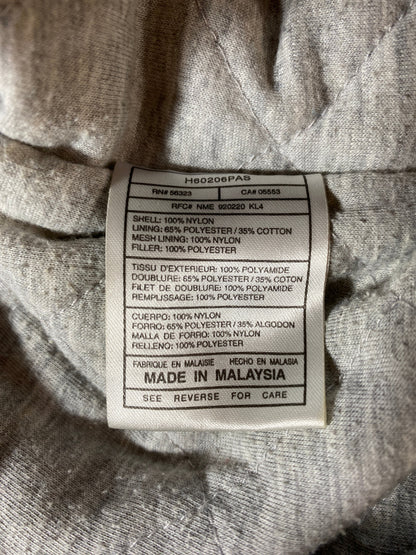 H60206PAS
RN# 56323 CA# 05553
RFC# NME 920220 KL4
SHELL: 100% NYLON
LINING: 65% POLYESTER / 35% COTTON
MESH LINING: 100% NYLON
FILLER: 100% POLYESTER
TISSU D'EXTERIEUR: 100% POLYAMIDE
DOUBLURE: 65% POLYESTER / 35% COTON
FILET DE DOUBLURE: 100% POLYAMIDE
REMPLISSAGE: 100% POLYESTER
CUERPO: 100% NYLON
FORRO: 65% POLYESTER / 35% ALGODON
MALLA DE FORRO: 100% NYLON
RELLENO: 100% POLYESTER
FABRIQUE EN MALAISIE HECHO EN MALASIA
MADE IN MALAYSIA
SEE REVERSE FOR CARE